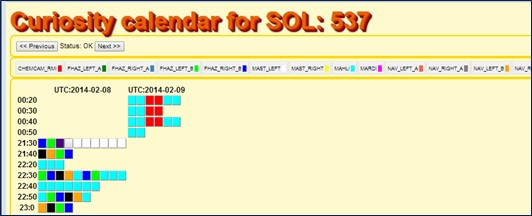 Curiosity calendar for SOL: 537
<< Previous Status: OK Next >>
CHEMCAM_RMI FHAZ_LEFT_A FHAZ_RIGHT_A FHAZ_LEFT_B FHAZ_RIGHT_B MAST_LEFT MAST_RIGHT MAHLI MARDI NAV_LEFT_A NAV_RIGHT_A NAV_LEFT_B
UTC:2014-02-08 UTC:2014-02-09
00:20
00:30
00:40
00:50
21:30
21:40
22:20
22:30
22:40
22:50
23:0